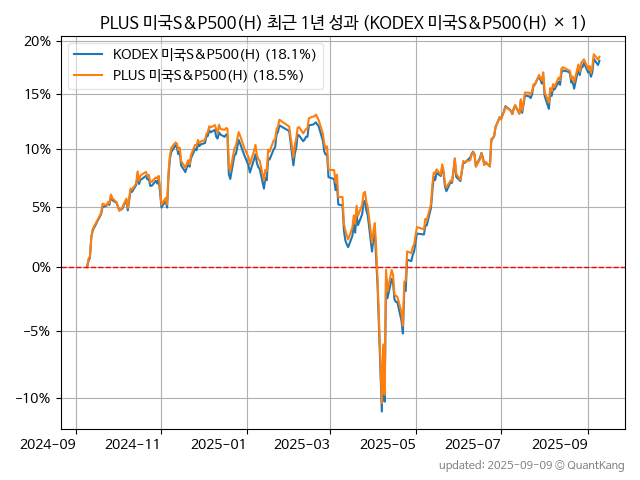 PLUS 미국S&P500(H) 최근 1년 성과 (KODEX 미국S&P500(H) × 1)
KODEX 미국S&P500(H) (18.1%)
PLUS 미국S&P500(H) (18.5%)
20%
15%
10%
5%
0%
-5%
-10%
2024-09 2024-11 2025-01 2025-03 2025-05 2025-07 2025-09
updated: 2025-09-09 © QuantKang